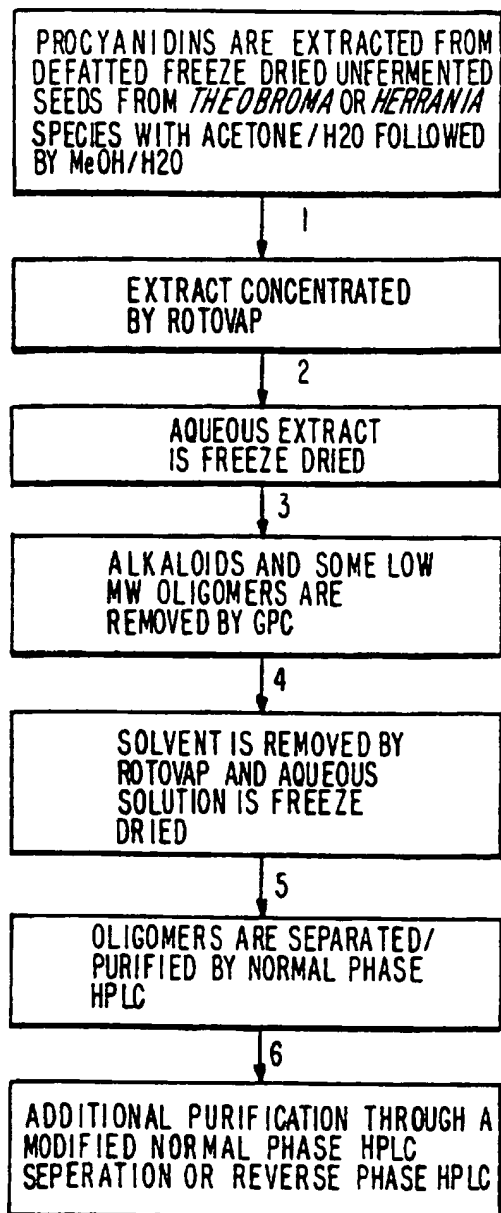 PROCYANIDINS ARE EXTRACTED FROM
DEFATTED FREEZE DRIED UNFERMENTED
SEEDS FROM THEOBROMA OR HERRANIA
SPECIES WITH ACETONE/H2O FOLLOWED
BY MeOH/H2O
1
EXTRACT CONCENTRATED
BY ROTOVAP
2
AQUEOUS EXTRACT
IS FREEZE DRIED
3
ALKALOIDS AND SOME LOW
MW OLIGOMERS ARE
REMOVED BY GPC
4
SOLVENT IS REMOVED BY
ROTOVAP AND AQUEOUS
SOLUTION IS FREEZE
DRIED
5
OLIGOMERS ARE SEPARATED/
PURIFIED BY NORMAL PHASE
HPLC
6
ADDITIONAL PURIFICATION THROUGH A
MODIFIED NORMAL PHASE HPLC
SEPERATION OR REVERSE PHASE HPLC